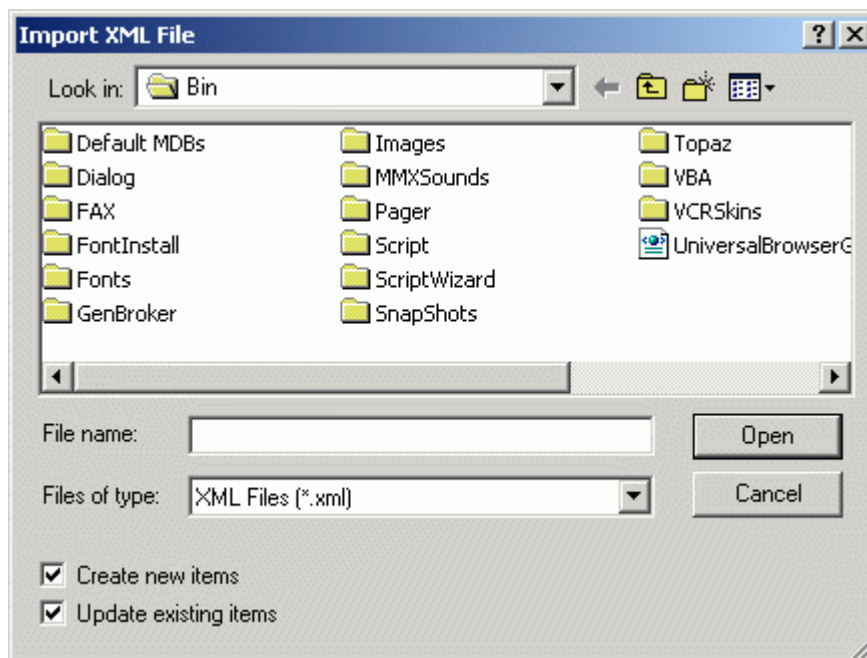 Import XML File
Look in: Bin
Default MDBs
Dialog
FAX
FontInstall
Fonts
GenBroker
Images
MMXSounds
Pager
Script
ScriptWizard
SnapShots
Topaz
VBA
VCRSkins
UniversalBrowserG
File name:
Open
Files of type: XML Files (*.xml)
Cancel
Create new items
Update existing items